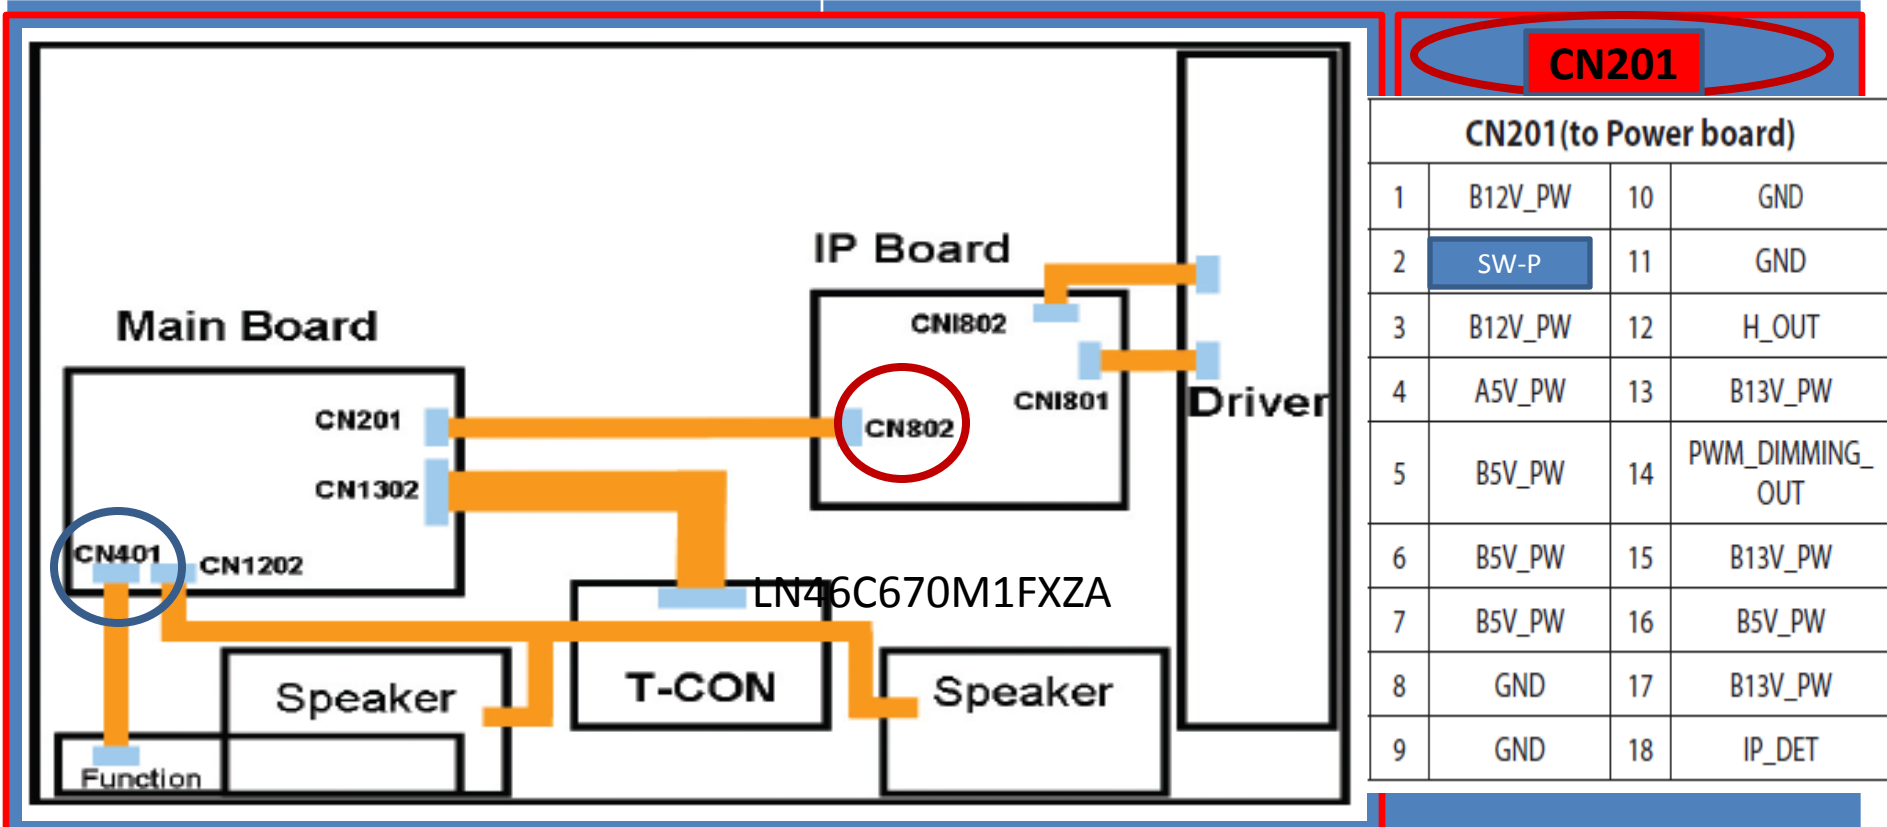 CN201
IP Board
Main Board
CNI802
CN201
CN802
CNI801
Driver
CN1302
CN401
CN1202
LN46C670M1FXZA
Speaker
T-CON
Speaker
Function
CN201(to Power board)
1 B12V_PW 10 GND
2 SW-P 11 GND
3 B12V_PW 12 H_OUT
4 A5V_PW 13 B13V_PW
5 B5V_PW 14 PWM_DIMMING_
OUT
6 B5V_PW 15 B13V_PW
7 B5V_PW 16 B5V_PW
8 GND 17 B13V_PW
9 GND 18 IP_DET